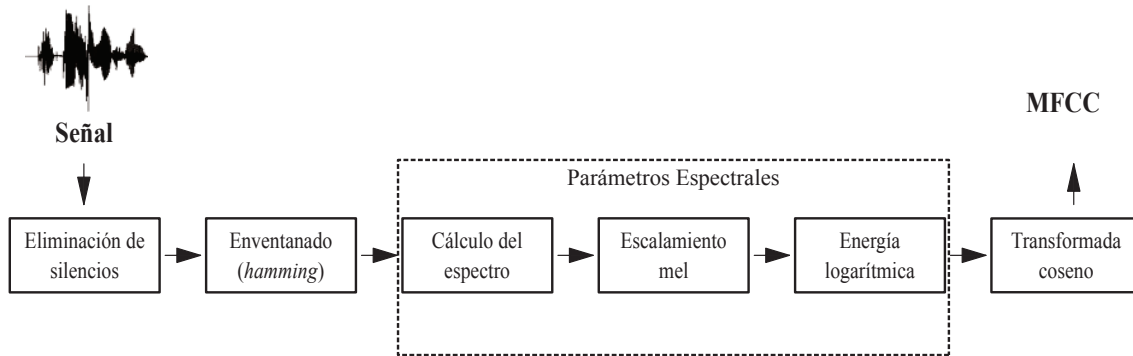 Señal
MFCC
Parámetros Espectrales
Eliminación de
silencios
Enventanado
(hamming)
Cálculo del
espectro
Escalamiento
mel
Energía
logarítmica
Transformada
coseno